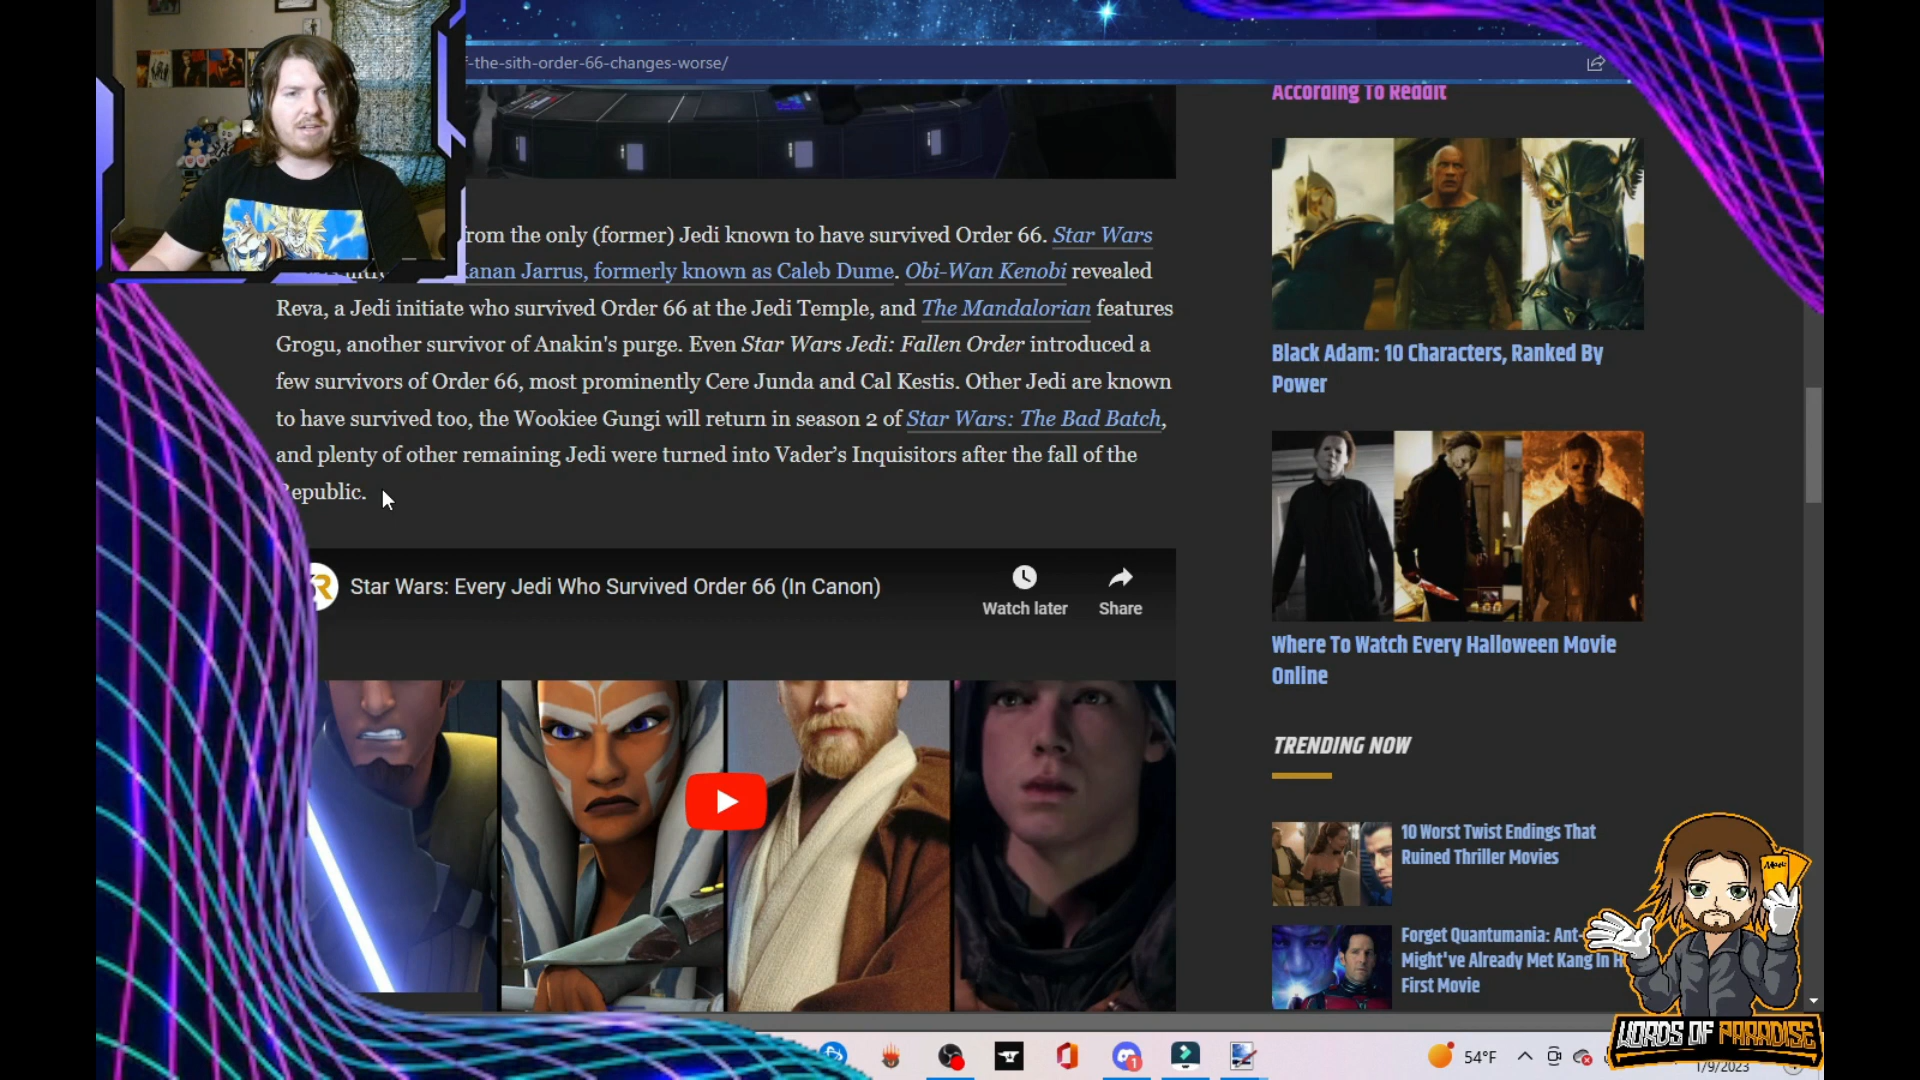 f-the-sith-order-66-changes-worse/
According To Reddit
from the only (former) Jedi known to have survived Order 66. Star Wars
Kanan Jarrus, formerly known as Caleb Dume. Obi-Wan Kenobi revealed
Reva, a Jedi initiate who survived Order 66 at the Jedi Temple, and The Mandalorian features
Grogu, another survivor of Anakin's purge. Even Star Wars Jedi: Fallen Order introduced a
few survivors of Order 66, most prominently Cere Junda and Cal Kestis. Other Jedi are known
to have survived too, the Wookiee Gungi will return in season 2 of Star Wars: The Bad Batch,
and plenty of other remaining Jedi were turned into Vader's Inquisitors after the fall of the
Republic.
Star Wars: Every Jedi Who Survived Order 66 (In Canon)
Watch later
Share
Black Adam: 10 Characters, Ranked By
Power
Where To Watch Every Halloween Movie
Online
TRENDING NOW
10 Worst Twist Endings That
Ruined Thriller Movies
Forget Quantumania: Ant-
Might've Already Met Kang In H
First Movie
WORDS OF PARADISE
54°F
1/9/2023